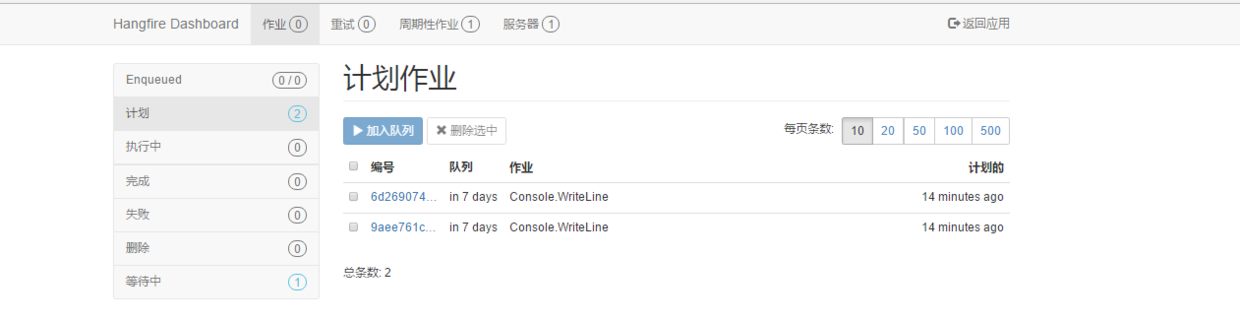 Hangfire Dashboard 作业 0 重试 0 周期性作业 1 服务器 1 返回应用
Enqueued 0 / 0
计划 2
执行中 0
完成 0
失败 0
删除 0
等待中 1
计划作业
加入队列 删除选中 每页条数: 10 20 50 100 500
编号 队列 作业 计划的
6d269074... in 7 days Console.WriteLine 14 minutes ago
9aee761c... in 7 days Console.WriteLine 14 minutes ago
总条数: 2